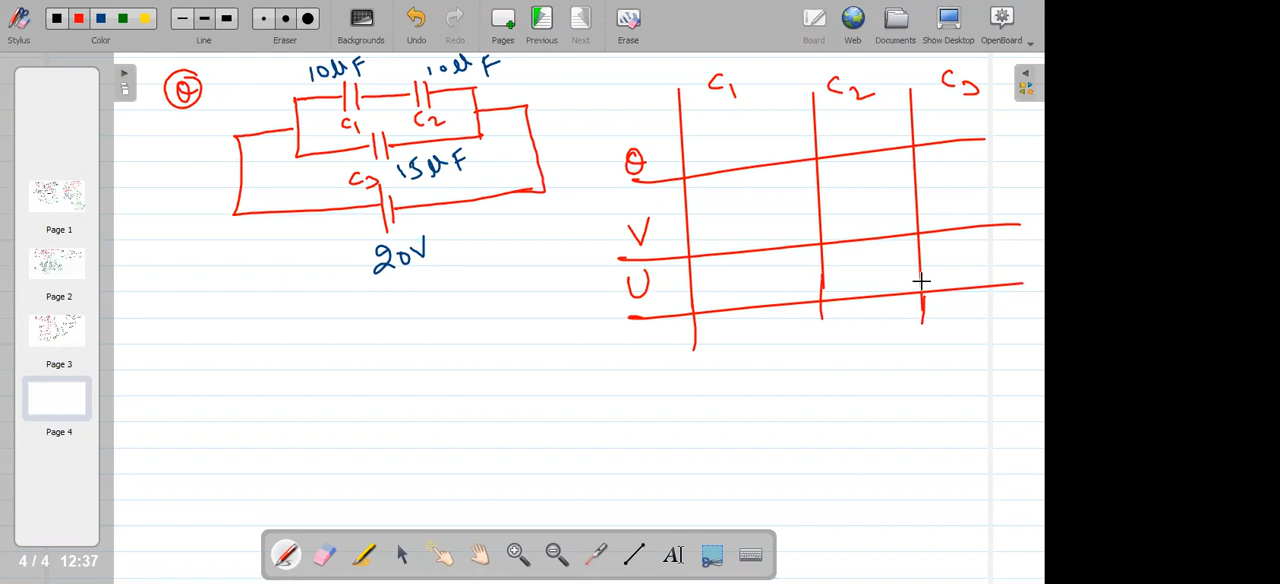 Stylus
Color
Line
Eraser
Backgrounds
Undo
Redo
Pages
Previous
Next
Erase
Board
Web
Documents
Show Desktop
OpenBoard
Page 1
Page 2
Page 3
Page 4
4 / 4 12:37
Q
10μF 10μF
C1 C2
15μF
C3
20V
C1 C2 C3
Q
V
U
AI